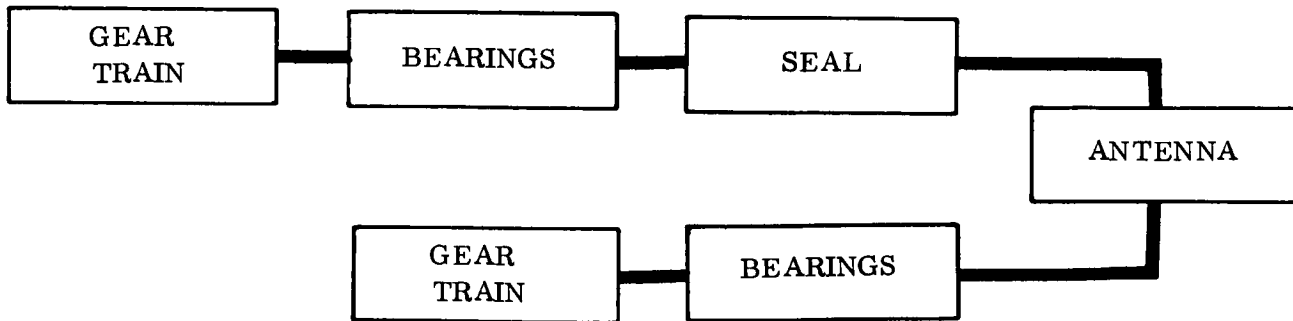 GEAR
TRAIN
BEARINGS
SEAL
ANTENNA
GEAR
TRAIN
BEARINGS